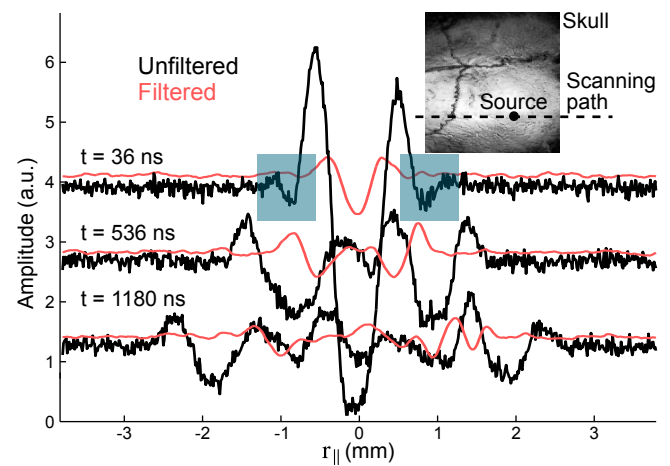 Skull
Unfiltered
Filtered
Scanning
path
Source
t = 36 ns
t = 536 ns
t = 1180 ns
Amplitude (a.u.)
6
5
4
3
2
1
0
-3
-2
-1
0
1
2
3
r|| (mm)